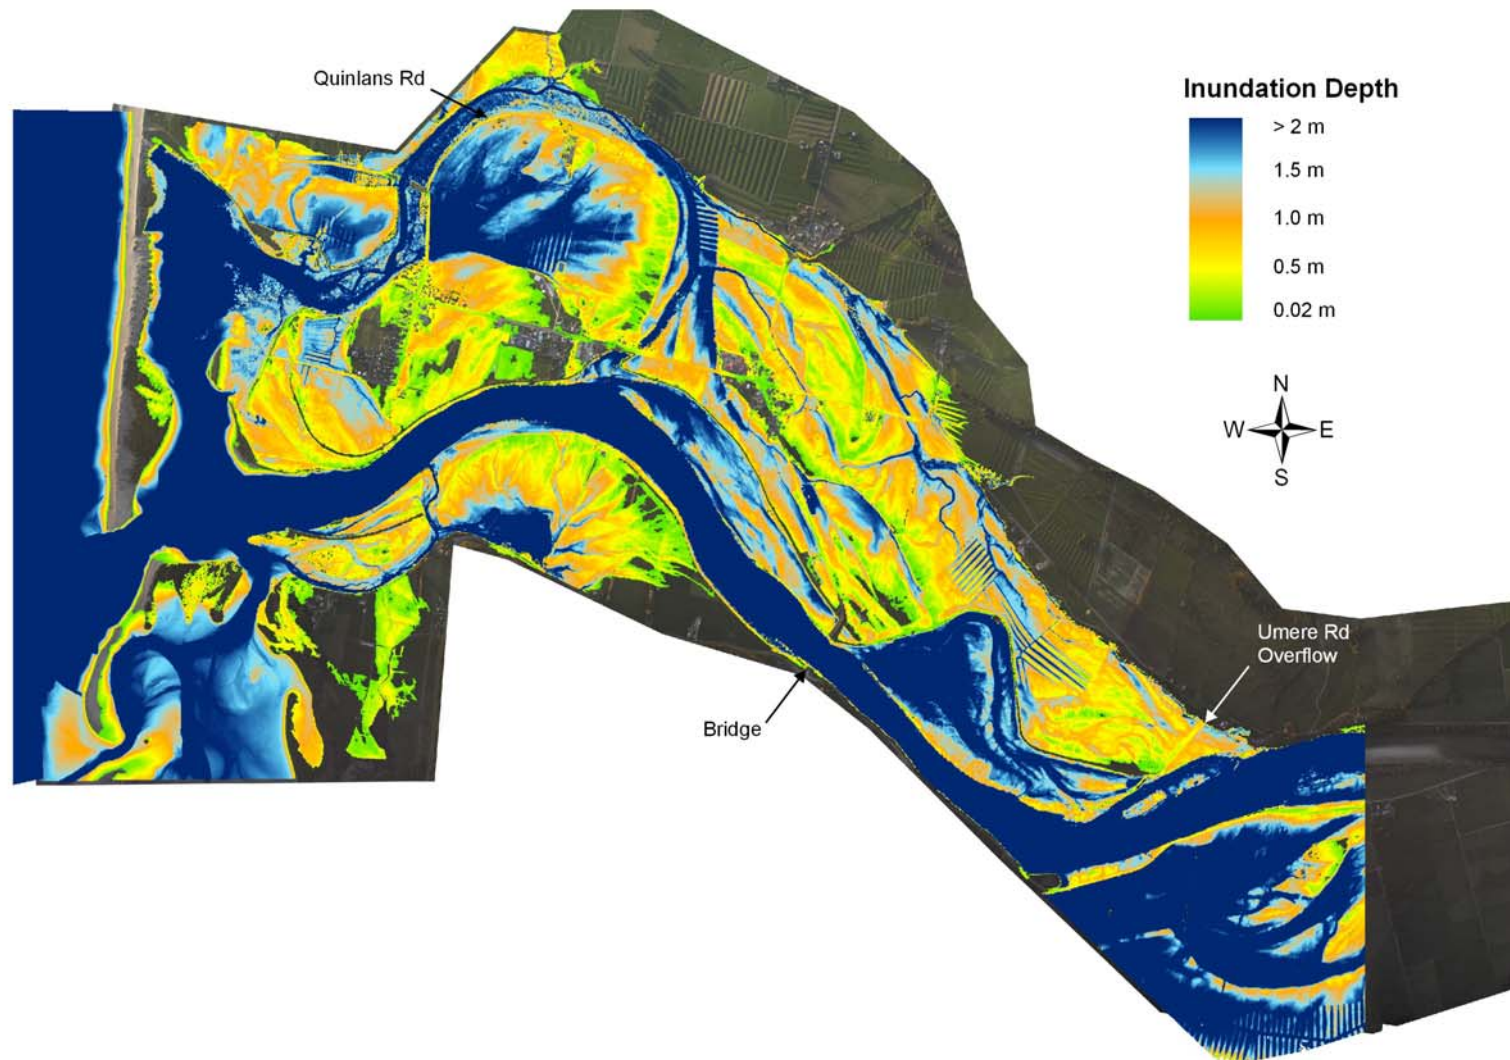 Quinlans Rd
Inundation Depth
> 2 m
1.5 m
1.0 m
0.5 m
0.02 m
N
W
E
S
Umere Rd
Overflow
Bridge